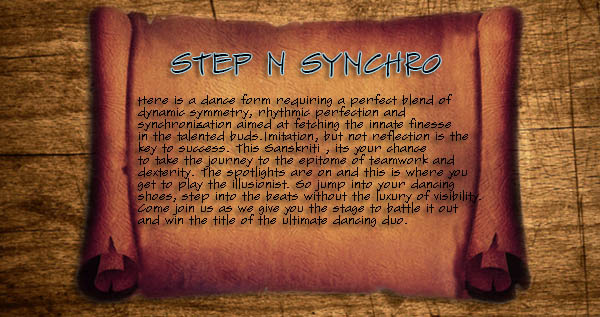 STEP N SYNCHRO
Here is a dance form requiring a perfect blend of
dynamic symmetry, rhythmic perfection and
synchronization aimed at fetching the innate finesse
in the talented buds.Imitation, but not reflection is the
key to success. This Sanskriti , its your chance
to take the journey to the epitome of teamwork and
dexterity. The spotlights are on and this is where you
get to play the illusionist. So jump into your dancing
shoes, step into the beats without the luxury of visibility.
Come join us as we give you the stage to battle it out
and win the title of the ultimate dancing duo.